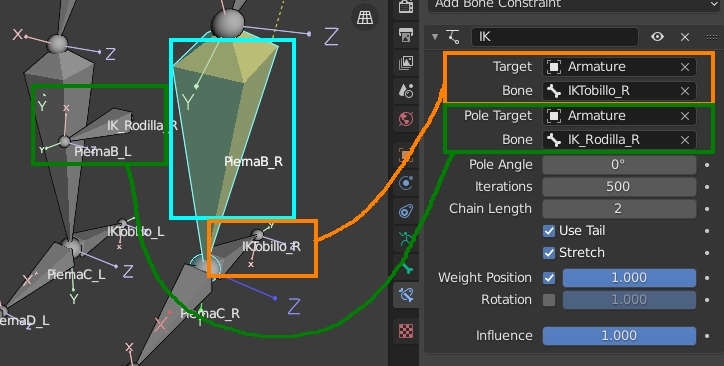 Add Bone Constraint
IK
Target
Armature
Bone
IKTobillo_R
Pole Target
Armature
Bone
IK_Rodilla_R
Pole Angle
0°
Iterations
500
Chain Length
2
Use Tail
Stretch
Weight Position
1.000
Rotation
1.000
Influence
1.000
X
Z
Y
X
IK_Rodilla_R
Y
PiernaB_L
Z
Y
PiernaB_R
IKTobillo_L
IKTobillo_R
X
PiernaC_L
Z
Y
X
Z
PiernaC_R
X
X